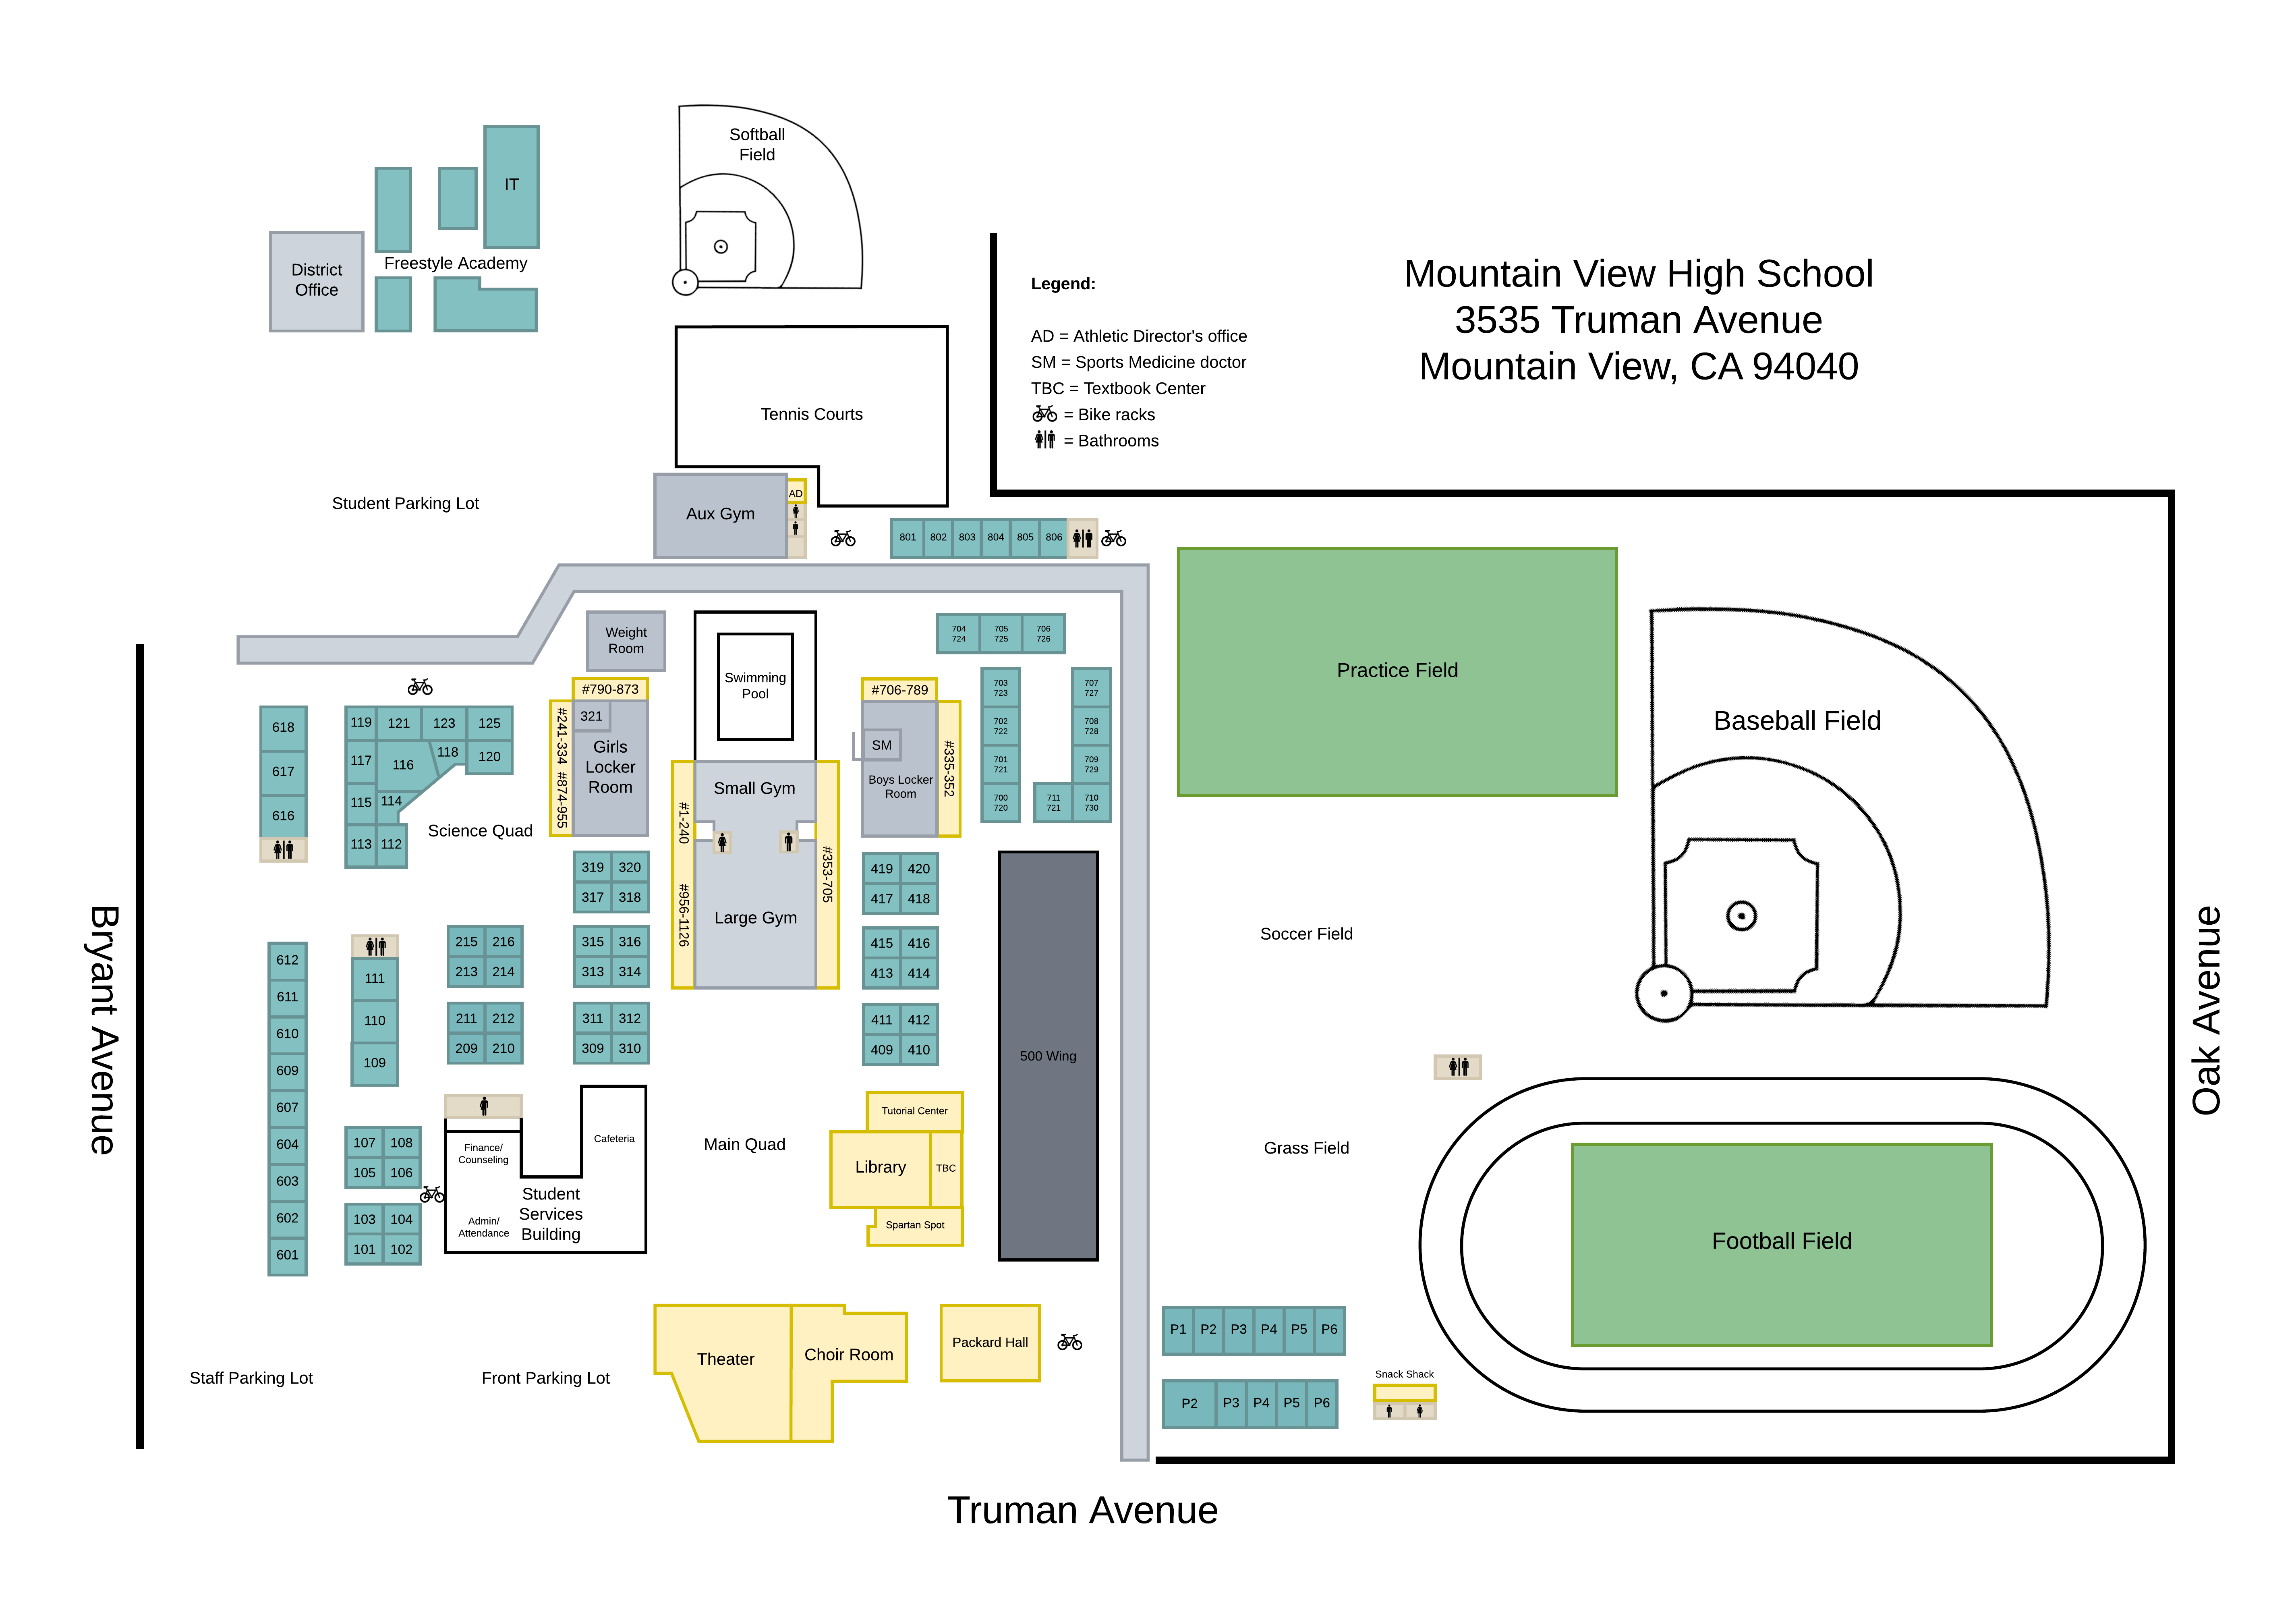 Softball
Field
IT
District
Office
Freestyle Academy
Mountain View High School
3535 Truman Avenue
Mountain View, CA 94040
Legend:
AD = Athletic Director's office
SM = Sports Medicine doctor
TBC = Textbook Center
= Bike racks
= Bathrooms
Tennis Courts
Student Parking Lot
Aux Gym
AD
801 802 803 804 805 806
Weight
Room
Swimming
Pool
704 705 706
724 725 726
Practice Field
#790-873
#706-789
703 707
723 727
702 708
722 728
701 709
721 729
700 711 710
720 721 730
618
617
616
119 121 123 125
117 116 118 120
115 114
113 112
Science Quad
321
#241-334 #874-955
Girls
Locker
Room
SM
Boys Locker
Room
#335-352
Small Gym
#1-240
#956-1126
#353-705
Large Gym
Baseball Field
319 320
317 318
419 420
417 418
Bryant Avenue
Oak Avenue
Soccer Field
215 216
213 214
315 316
313 314
415 416
413 414
612
611
610
609
607
604
603
602
601
111
110
109
211 212
209 210
311 312
309 310
411 412
409 410
500 Wing
107 108
105 106
103 104
101 102
Finance/
Counseling
Cafeteria
Admin/
Attendance
Student
Services
Building
Main Quad
Tutorial Center
Library
TBC
Spartan Spot
Grass Field
Football Field
Staff Parking Lot
Front Parking Lot
Theater
Choir Room
Packard Hall
P1 P2 P3 P4 P5 P6
P2 P3 P4 P5 P6
Snack Shack
Truman Avenue